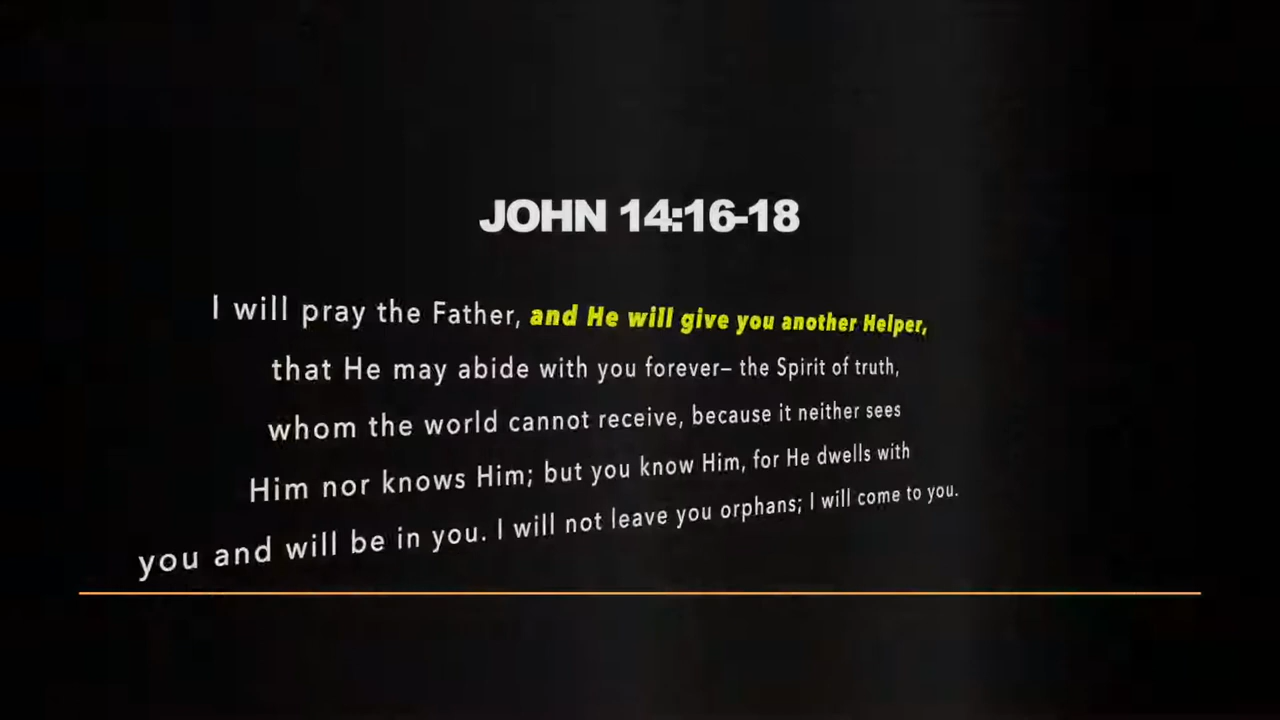 JOHN 14:16-18
I will pray the Father, and He will give you another Helper,
that He may abide with you forever– the Spirit of truth,
whom the world cannot receive, because it neither sees
Him nor knows Him; but you know Him, for He dwells with
you and will be in you. I will not leave you orphans; I will come to you.